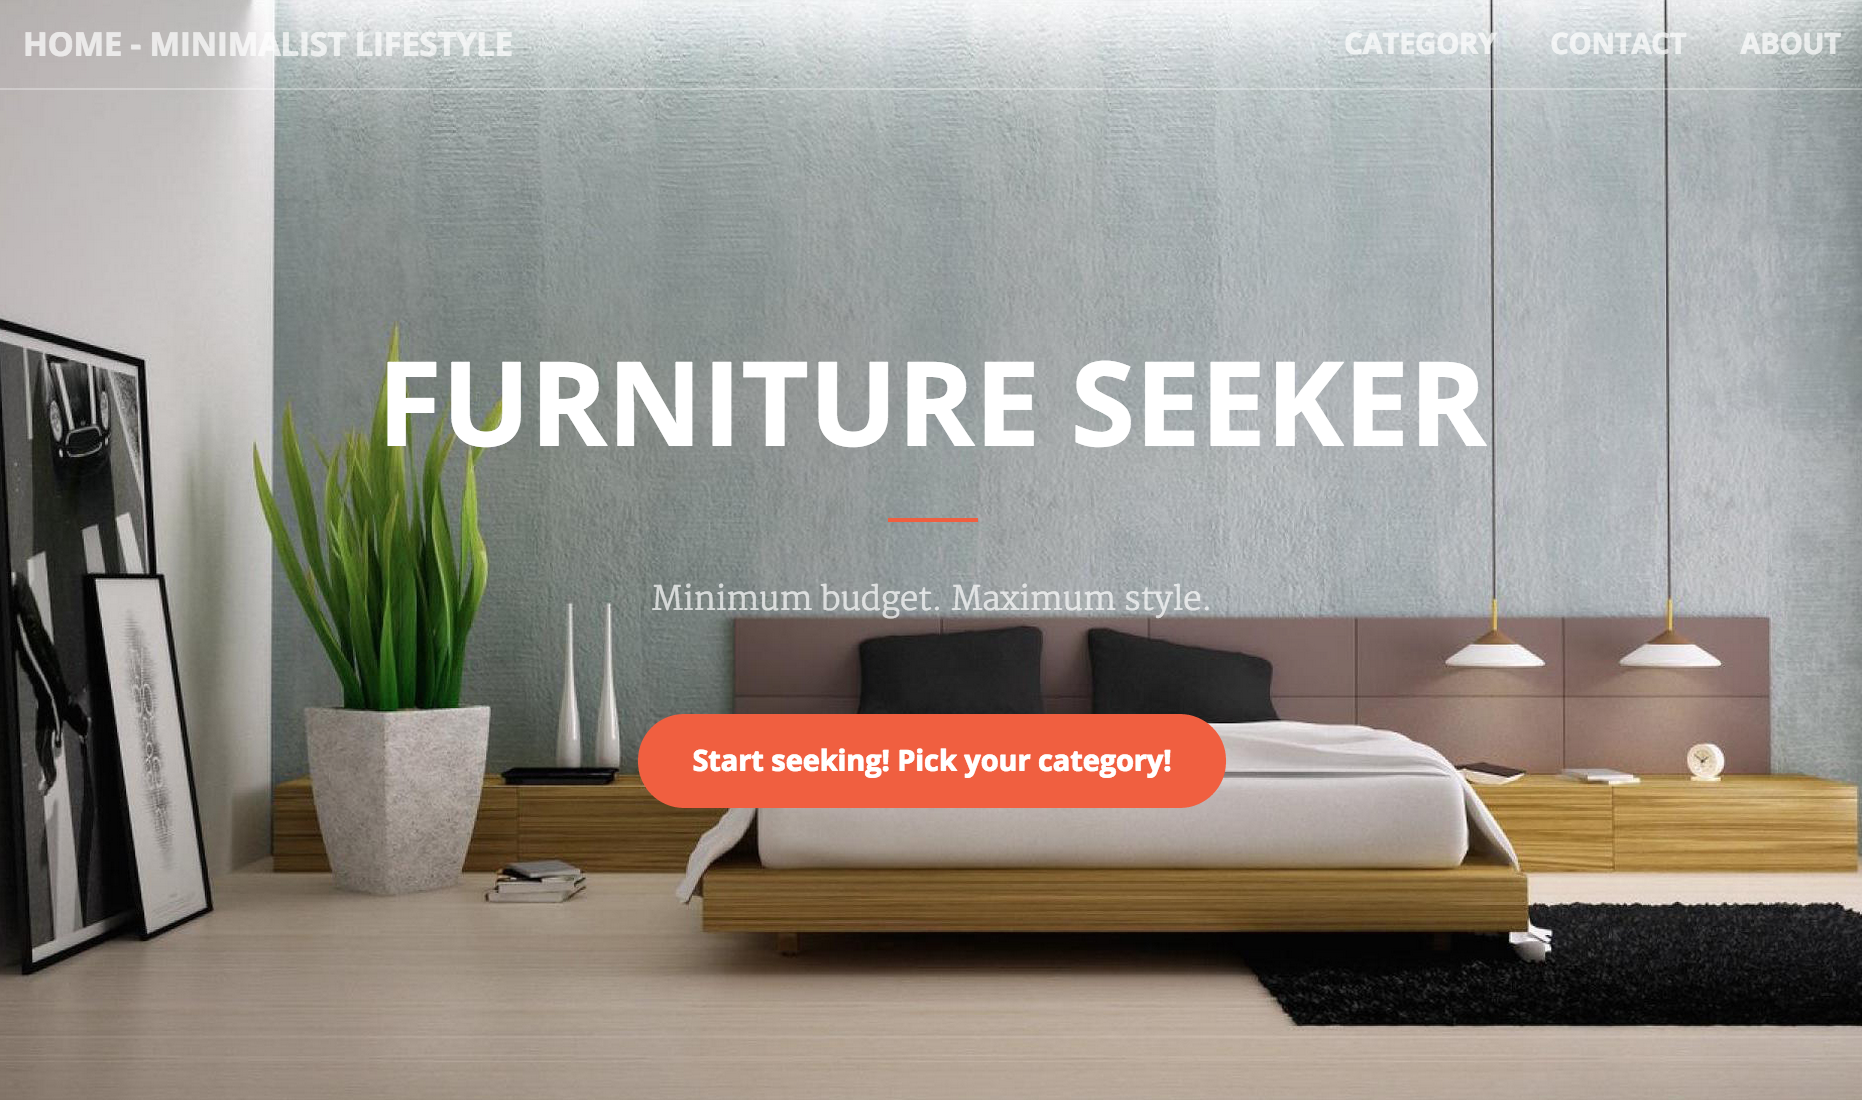 HOME - MINIMALIST LIFESTYLE
CATEGORY CONTACT ABOUT
FURNITURE SEEKER
Minimum budget. Maximum style.
Start seeking! Pick your category!